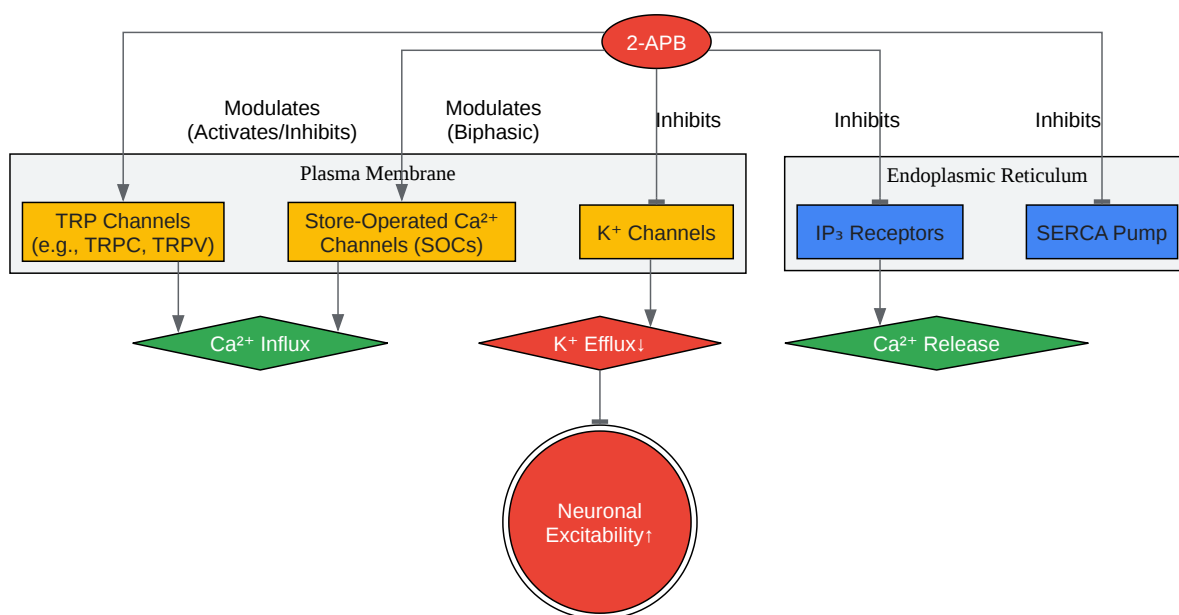 2-APB
Modulates
(Activates/Inhibits)
Modulates
(Biphasic)
Inhibits
Inhibits
Inhibits
Plasma Membrane
Endoplasmic Reticulum
TRP Channels
(e.g., TRPC, TRPV)
Store-Operated Ca²⁺
Channels (SOCs)
K⁺ Channels
IP₃ Receptors
SERCA Pump
Ca²⁺ Influx
K⁺ Efflux↓
Ca²⁺ Release
Neuronal
Excitability↑